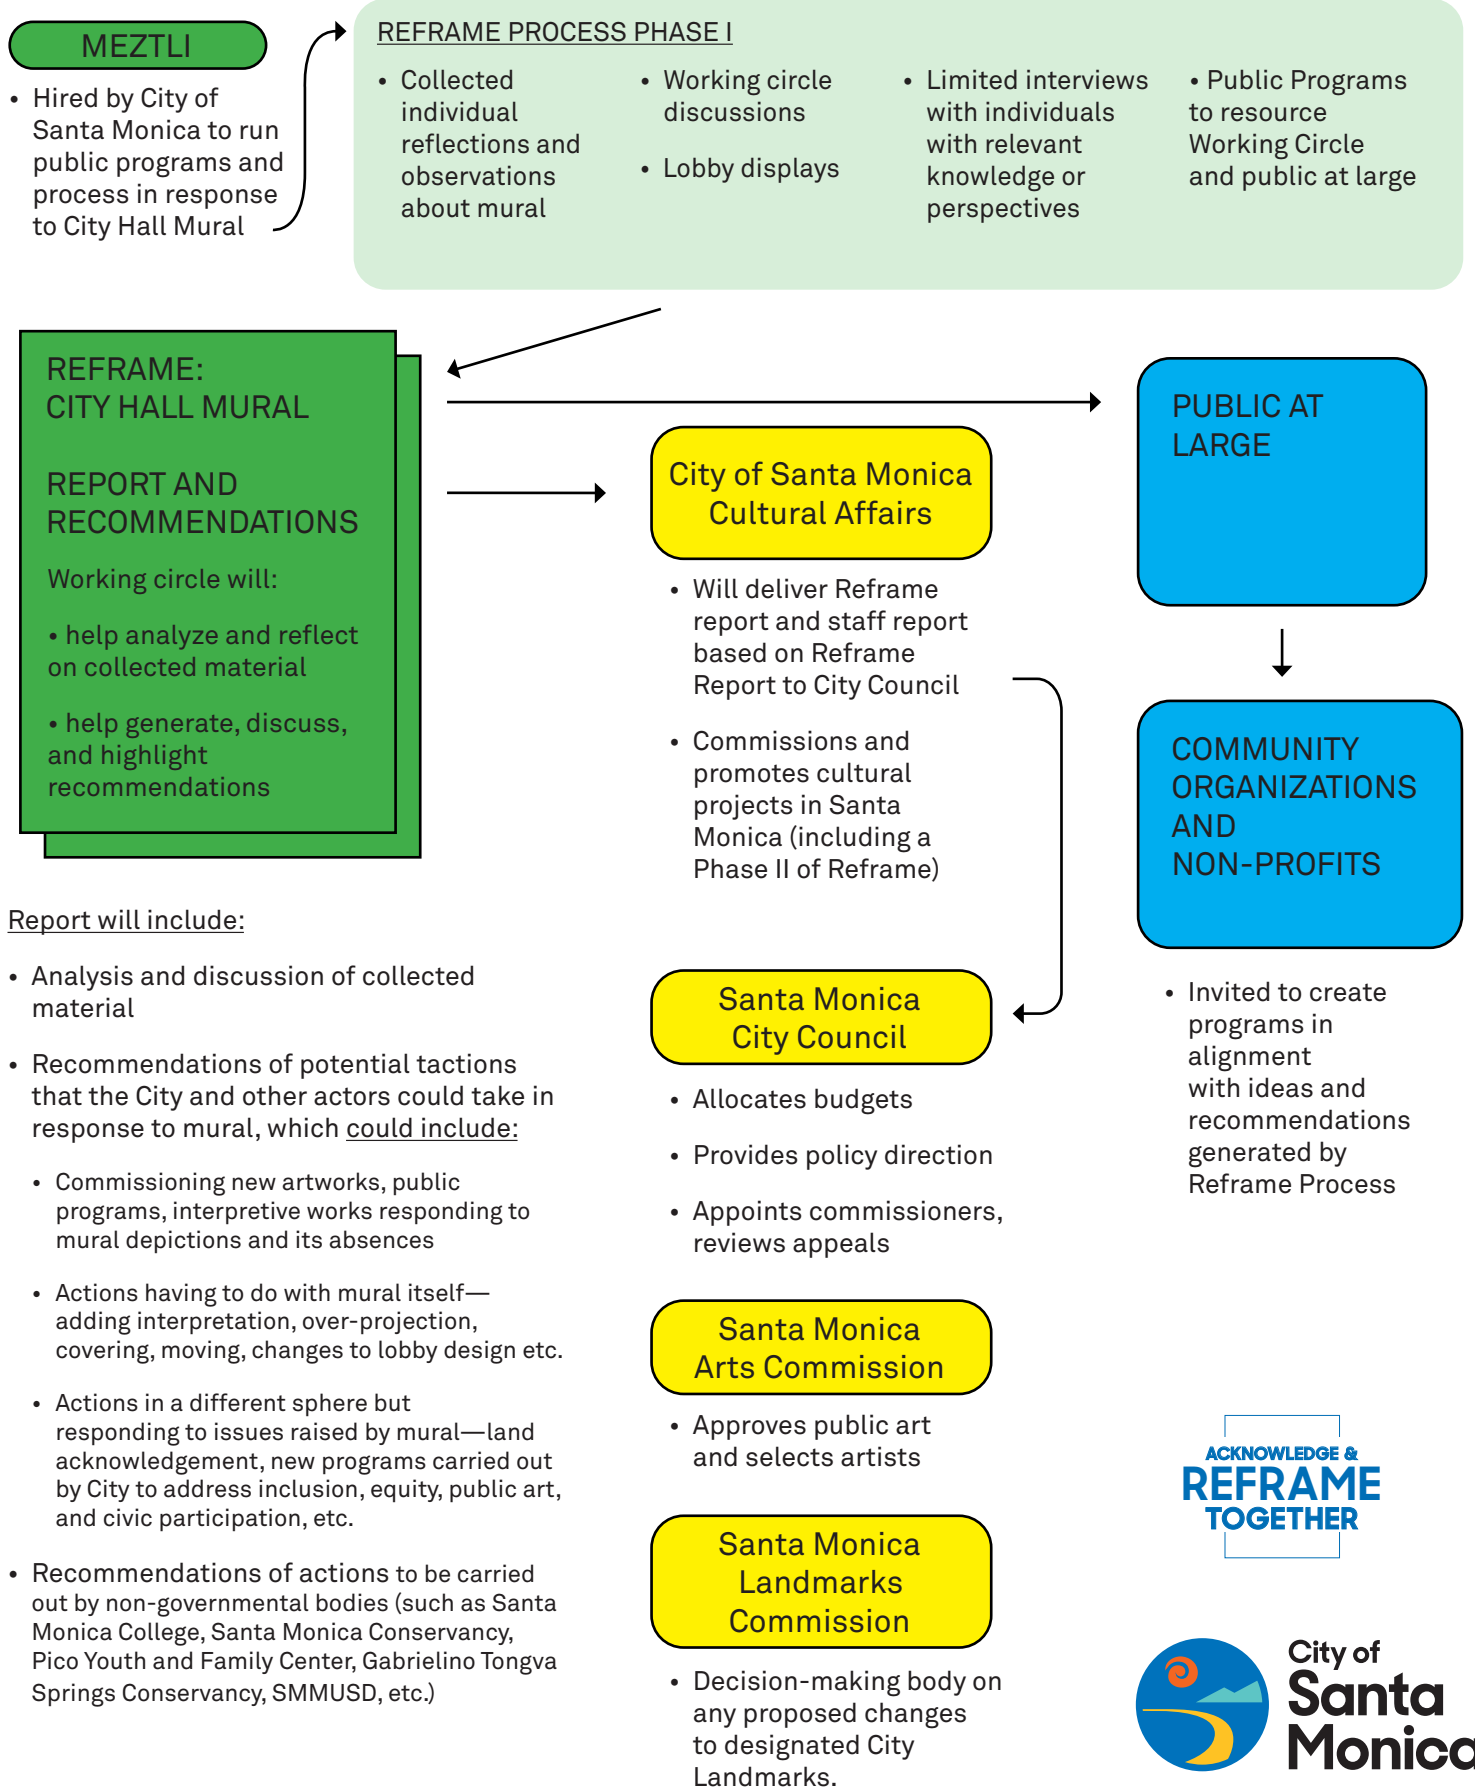 MEZTLI
• Hired by City of
Santa Monica to run
public programs and
process in response
to City Hall Mural
REFRAME PROCESS PHASE I
• Collected
individual
reflections and
observations
about mural
• Working circle
discussions
• Lobby displays
• Limited interviews
with individuals
with relevant
knowledge or
perspectives
• Public Programs
to resource
Working Circle
and public at large
REFRAME:
CITY HALL MURAL
REPORT AND
RECOMMENDATIONS
Working circle will:
• help analyze and reflect
on collected material
• help generate, discuss,
and highlight
recommendations
Report will include:
• Analysis and discussion of collected
material
• Recommendations of potential tactions
that the City and other actors could take in
response to mural, which could include:
• Commissioning new artworks, public
programs, interpretive works responding to
mural depictions and its absences
• Actions having to do with mural itself—
adding interpretation, over-projection,
covering, moving, changes to lobby design etc.
• Actions in a different sphere but
responding to issues raised by mural—land
acknowledgement, new programs carried out
by City to address inclusion, equity, public art,
and civic participation, etc.
• Recommendations of actions to be carried
out by non-governmental bodies (such as Santa
Monica College, Santa Monica Conservancy,
Pico Youth and Family Center, Gabrielino Tongva
Springs Conservancy, SMMUSD, etc.)
City of Santa Monica
Cultural Affairs
• Will deliver Reframe
report and staff report
based on Reframe
Report to City Council
• Commissions and
promotes cultural
projects in Santa
Monica (including a
Phase II of Reframe)
Santa Monica
City Council
• Allocates budgets
• Provides policy direction
• Appoints commissioners,
reviews appeals
Santa Monica
Arts Commission
• Approves public art
and selects artists
Santa Monica
Landmarks
Commission
• Decision-making body on
any proposed changes
to designated City
Landmarks.
PUBLIC AT
LARGE
COMMUNITY
ORGANIZATIONS
AND
NON-PROFITS
• Invited to create
programs in
alignment
with ideas and
recommendations
generated by
Reframe Process
ACKNOWLEDGE &
REFRAME
TOGETHER
City of
Santa
Monica